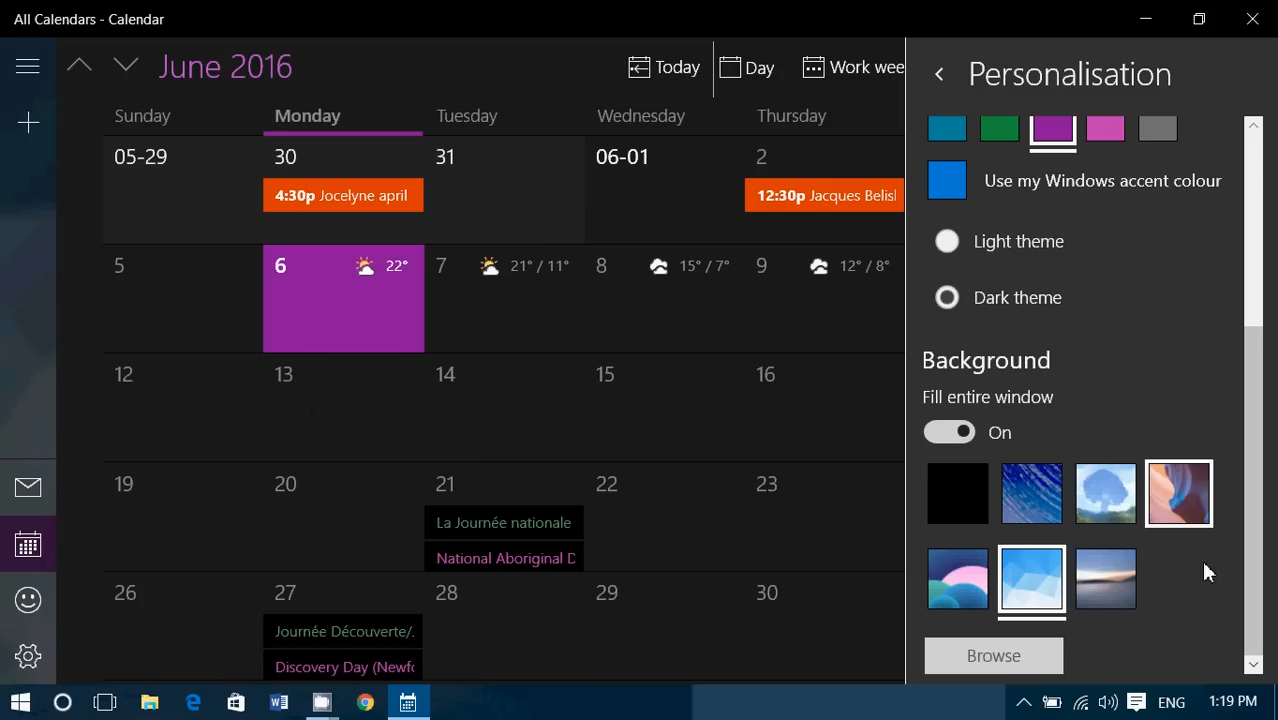 All Calendars - Calendar
June 2016
Today
Day
Work wee
Sunday
Monday
Tuesday
Wednesday
Thursday
05-29
30
31
06-01
2
4:30p Jocelyne april
12:30p Jacques Belisl
5
6
22°
7
21° / 11°
8
15° / 7°
9
12° / 8°
12
13
14
15
16
19
20
21
22
23
La Journée nationale
National Aboriginal D
26
27
28
29
30
Journée Découverte/.
Discovery Day (Newfo
Personalisation
Use my Windows accent colour
Light theme
Dark theme
Background
Fill entire window
On
Browse
ENG
1:19 PM